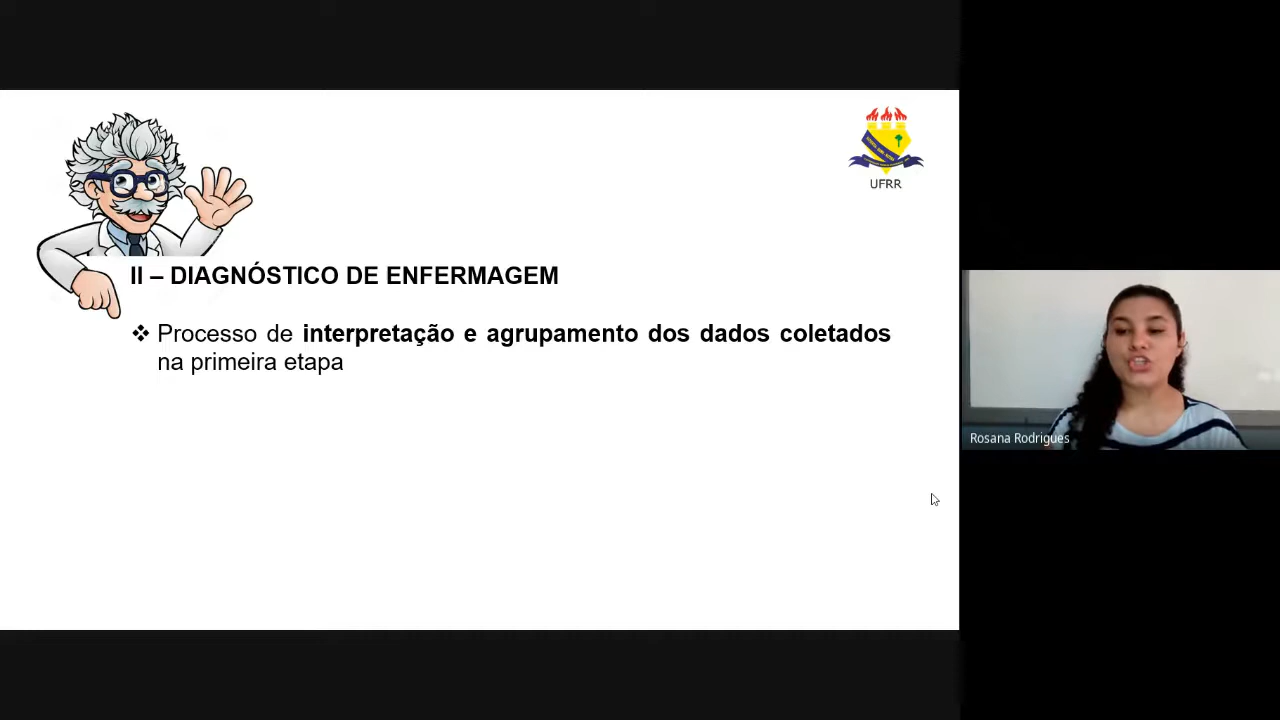 UFRR
II – DIAGNÓSTICO DE ENFERMAGEM
❖ Processo de interpretação e agrupamento dos dados coletados
na primeira etapa
Rosana Rodrigues